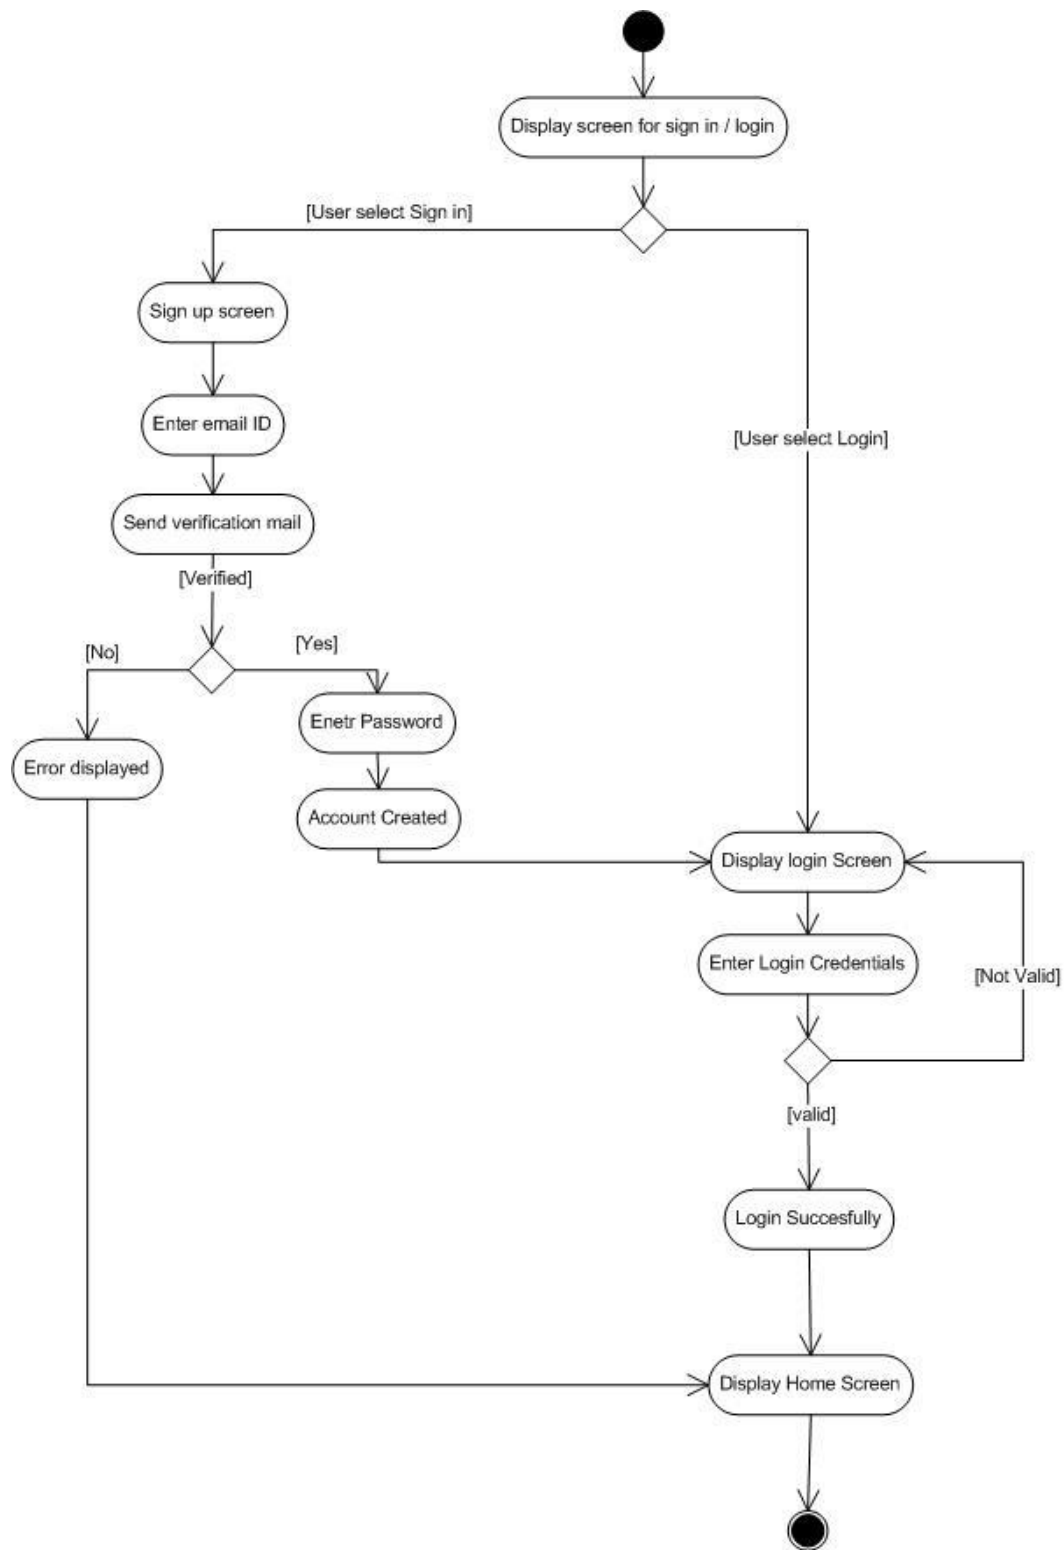 Display screen for sign in / login
[User select Sign in]
Sign up screen
Enter email ID
[User select Login]
Send verification mail
[Verified]
[No]
[Yes]
Enetr Password
Error displayed
Account Created
Display login Screen
Enter Login Credentials
[Not Valid]
[valid]
Login Succesfully
Display Home Screen